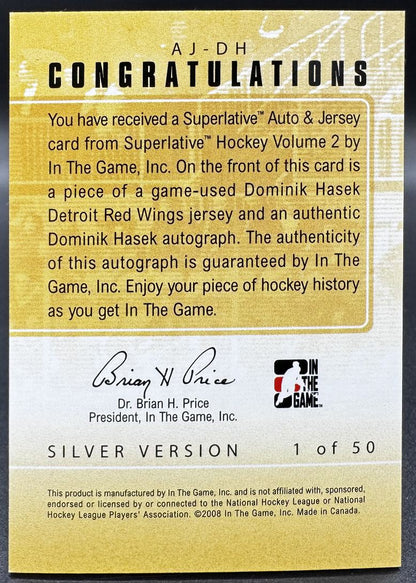 AJ-DH
CONGRATULATIONS
You have received a Superlative™ Auto & Jersey
card from Superlative™ Hockey Volume 2 by
In The Game, Inc. On the front of this card is
a piece of a game-used Dominik Hasek
Detroit Red Wings jersey and an authentic
Dominik Hasek autograph. The authenticity
of this autograph is guaranteed by In The
Game, Inc. Enjoy your piece of hockey history
as you get In The Game.
Brian H Price
Dr. Brian H. Price
President, In The Game, Inc.
IN
THE
GAME™
SILVER VERSION 1 of 50
This product is manufactured by In The Game, Inc. and is not affiliated with, sponsored,
endorsed or licensed by or connected to the National Hockey League or National
Hockey League Players' Association. ©2008 In The Game, Inc. Made in Canada.